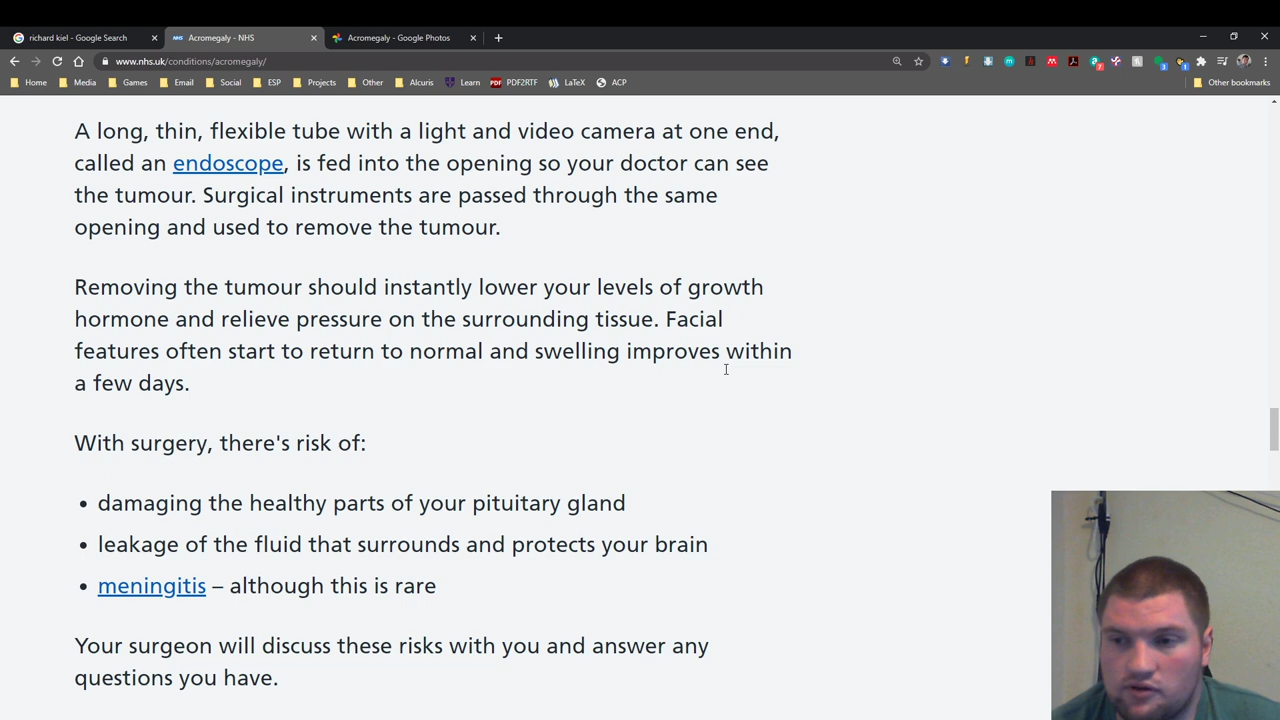 richard kiel - Google Search
Acromegaly - NHS
Acromegaly - Google Photos
www.nhs.uk/conditions/acromegaly/
Home
Media
Games
Email
Social
ESP
Projects
Other
Alcuris
Learn
PDF2RTF
LaTeX
ACP
Other bookmarks
A long, thin, flexible tube with a light and video camera at one end,
called an endoscope, is fed into the opening so your doctor can see
the tumour. Surgical instruments are passed through the same
opening and used to remove the tumour.
Removing the tumour should instantly lower your levels of growth
hormone and relieve pressure on the surrounding tissue. Facial
features often start to return to normal and swelling improves within
a few days.
With surgery, there's risk of:
• damaging the healthy parts of your pituitary gland
• leakage of the fluid that surrounds and protects your brain
• meningitis – although this is rare
Your surgeon will discuss these risks with you and answer any
questions you have.